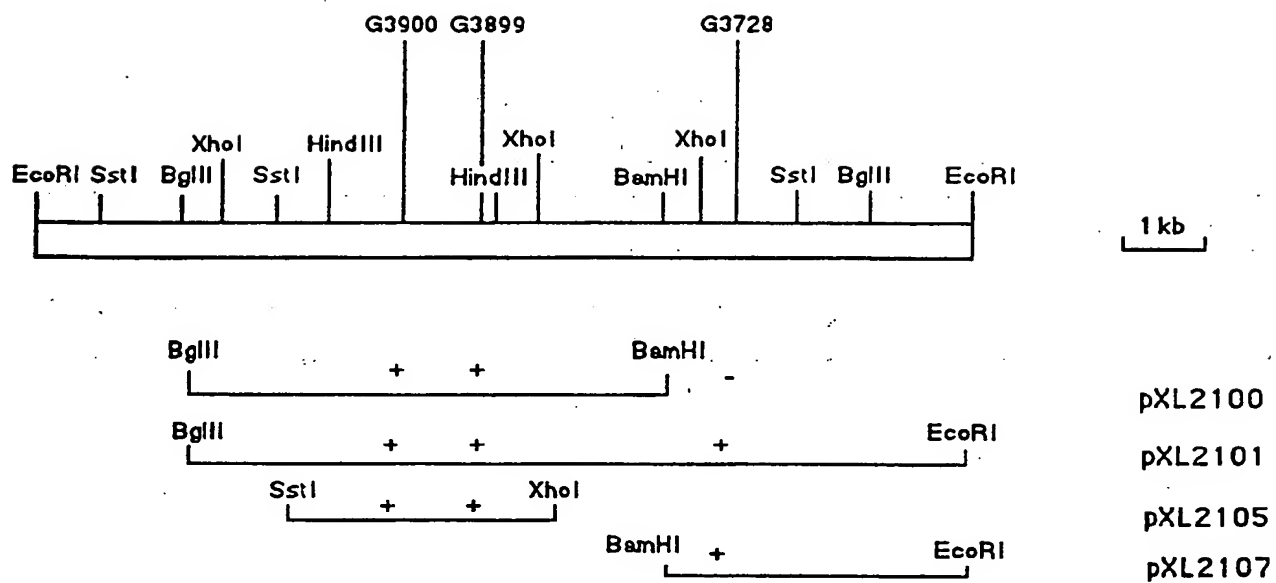 G3900 G3899 G3728
XhoI HindIII XhoI XhoI
EcoRI SstI BglII SstI HindIII BamHI SstI BglII EcoRI
1 kb
BglII BamHI
+ + -
pXL2100
BglII EcoRI
+ + +
pXL2101
SstI XhoI
+ +
pXL2105
BamHI EcoRI
+
pXL2107